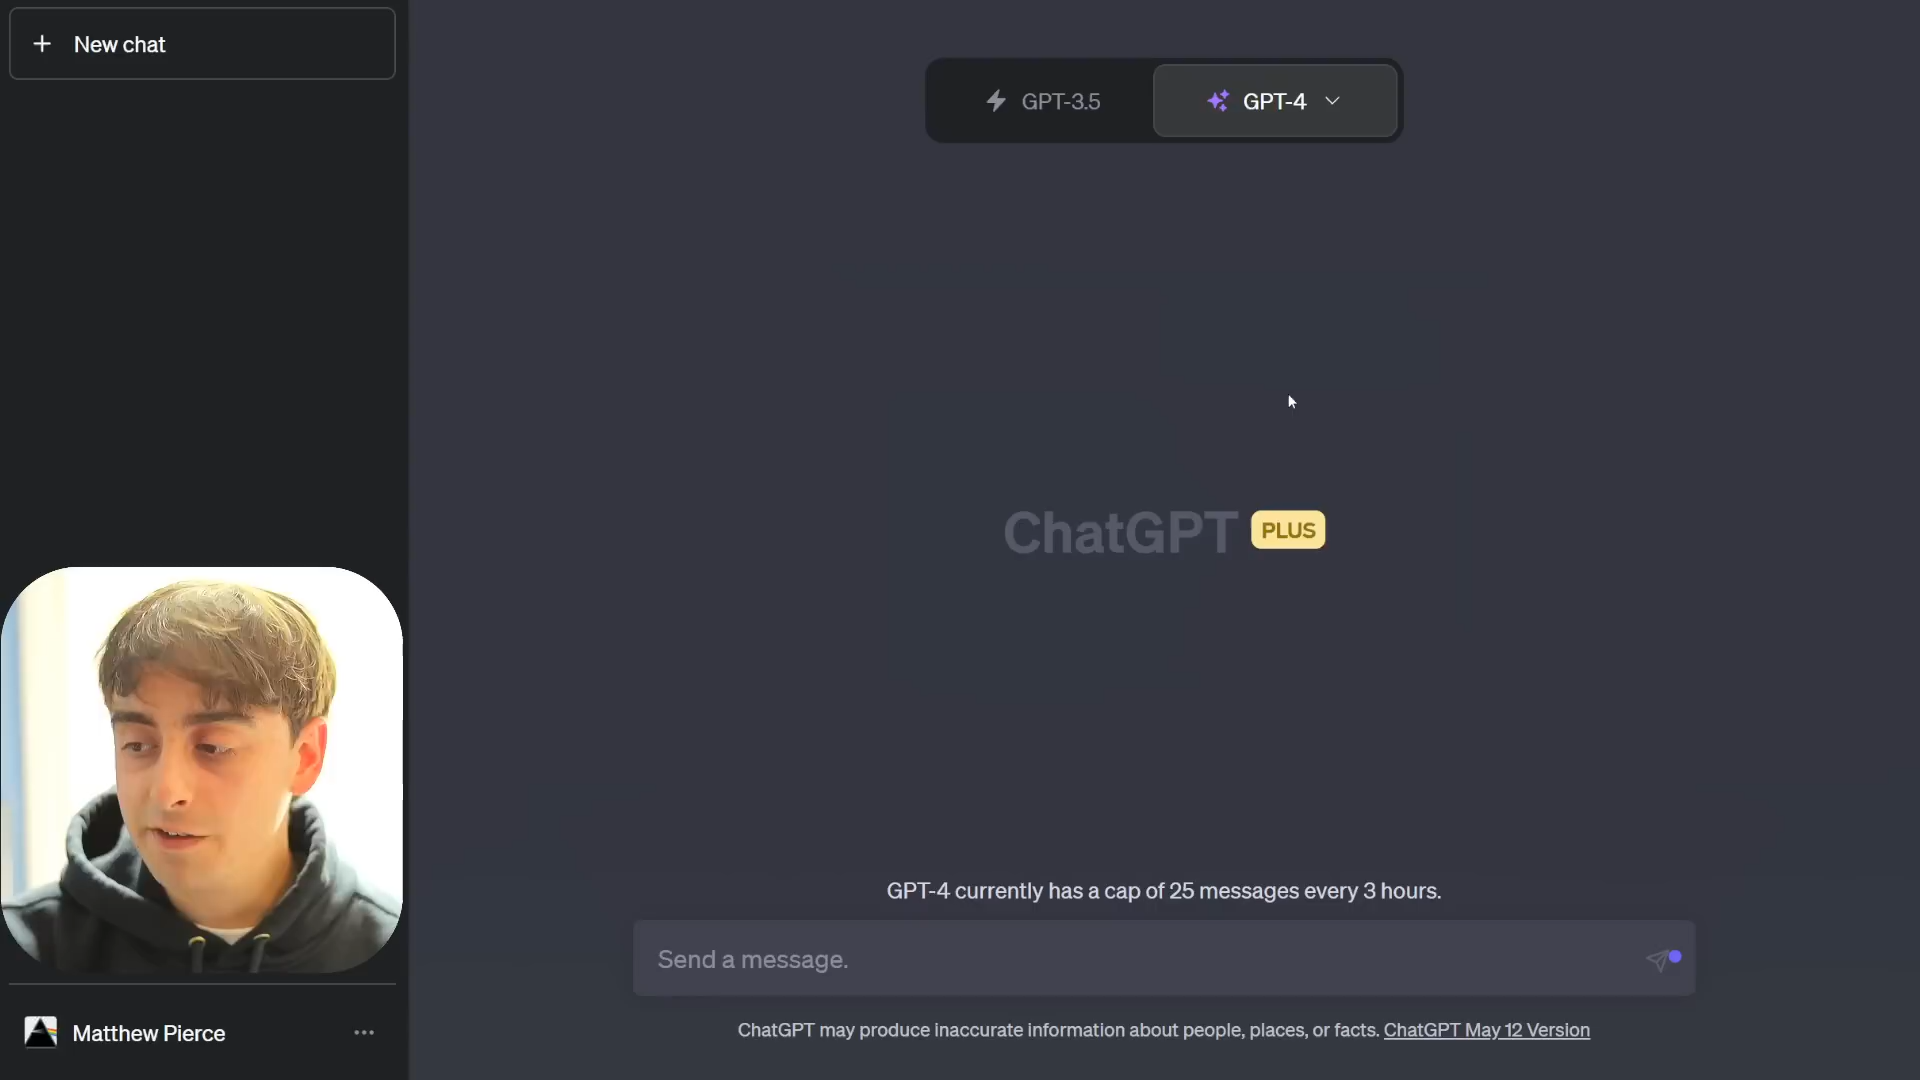 New chat
GPT-3.5
GPT-4
ChatGPT PLUS
GPT-4 currently has a cap of 25 messages every 3 hours.
Send a message.
Matthew Pierce
ChatGPT may produce inaccurate information about people, places, or facts. ChatGPT May 12 Version